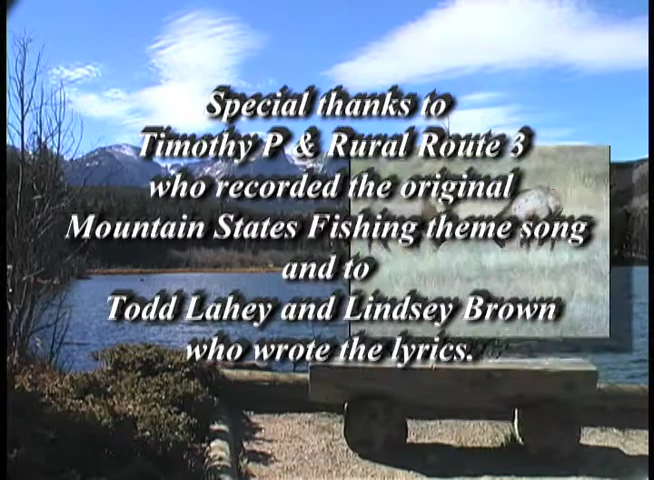 Special thanks to
Timothy P & Rural Route 3
who recorded the original
Mountain States Fishing theme song
and to
Todd Lahey and Lindsey Brown
who wrote the lyrics.